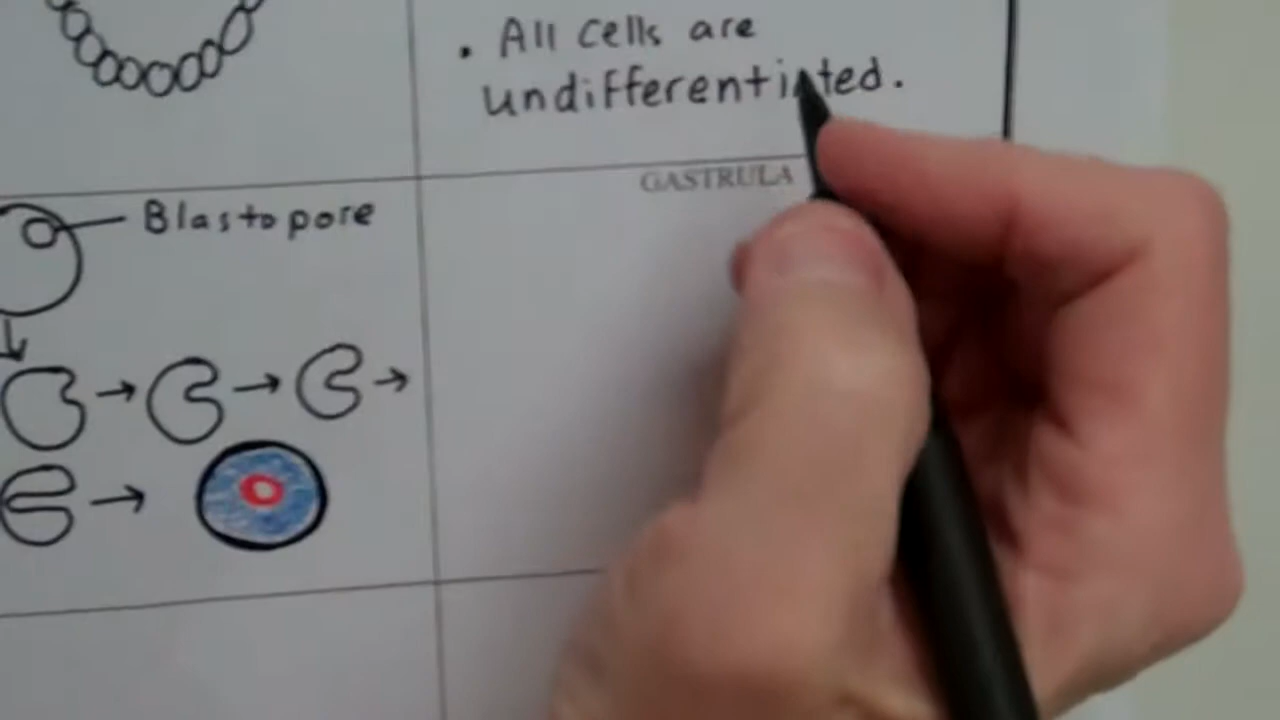 • All cells are
undifferentiated.
GASTRULA
Blastopore